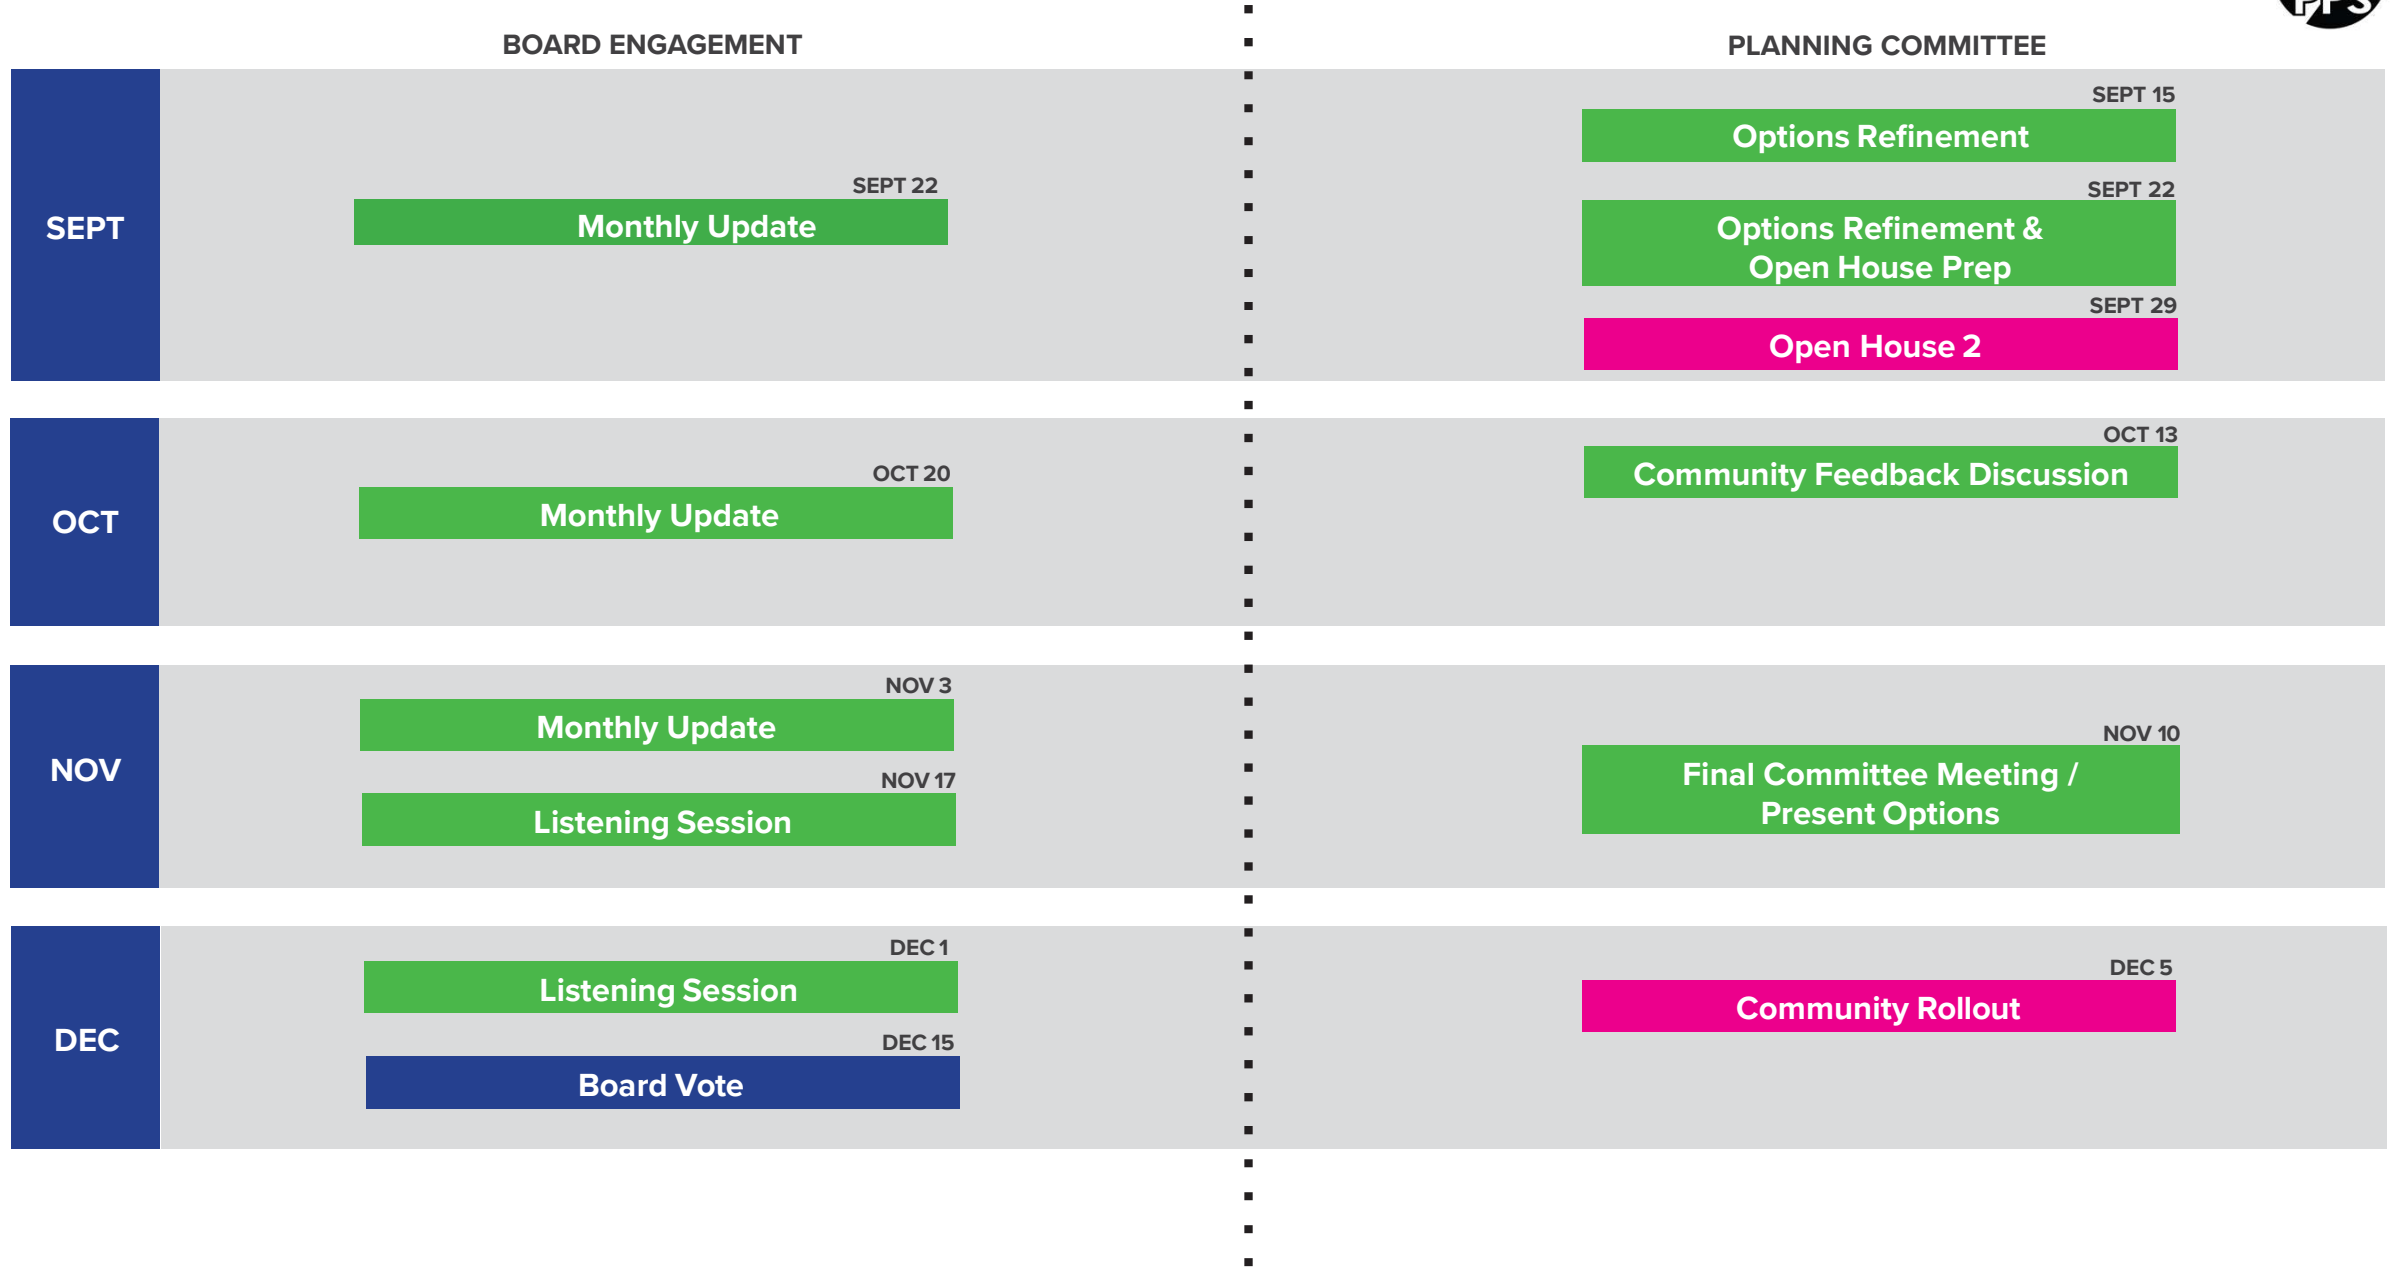 PPS
BOARD ENGAGEMENT
PLANNING COMMITTEE
SEPT
SEPT 22
Monthly Update
SEPT 15
Options Refinement
SEPT 22
Options Refinement &
Open House Prep
SEPT 29
Open House 2
OCT
OCT 20
Monthly Update
OCT 13
Community Feedback Discussion
NOV
NOV 3
Monthly Update
NOV 17
Listening Session
NOV 10
Final Committee Meeting /
Present Options
DEC
DEC 1
Listening Session
DEC 15
Board Vote
DEC 5
Community Rollout